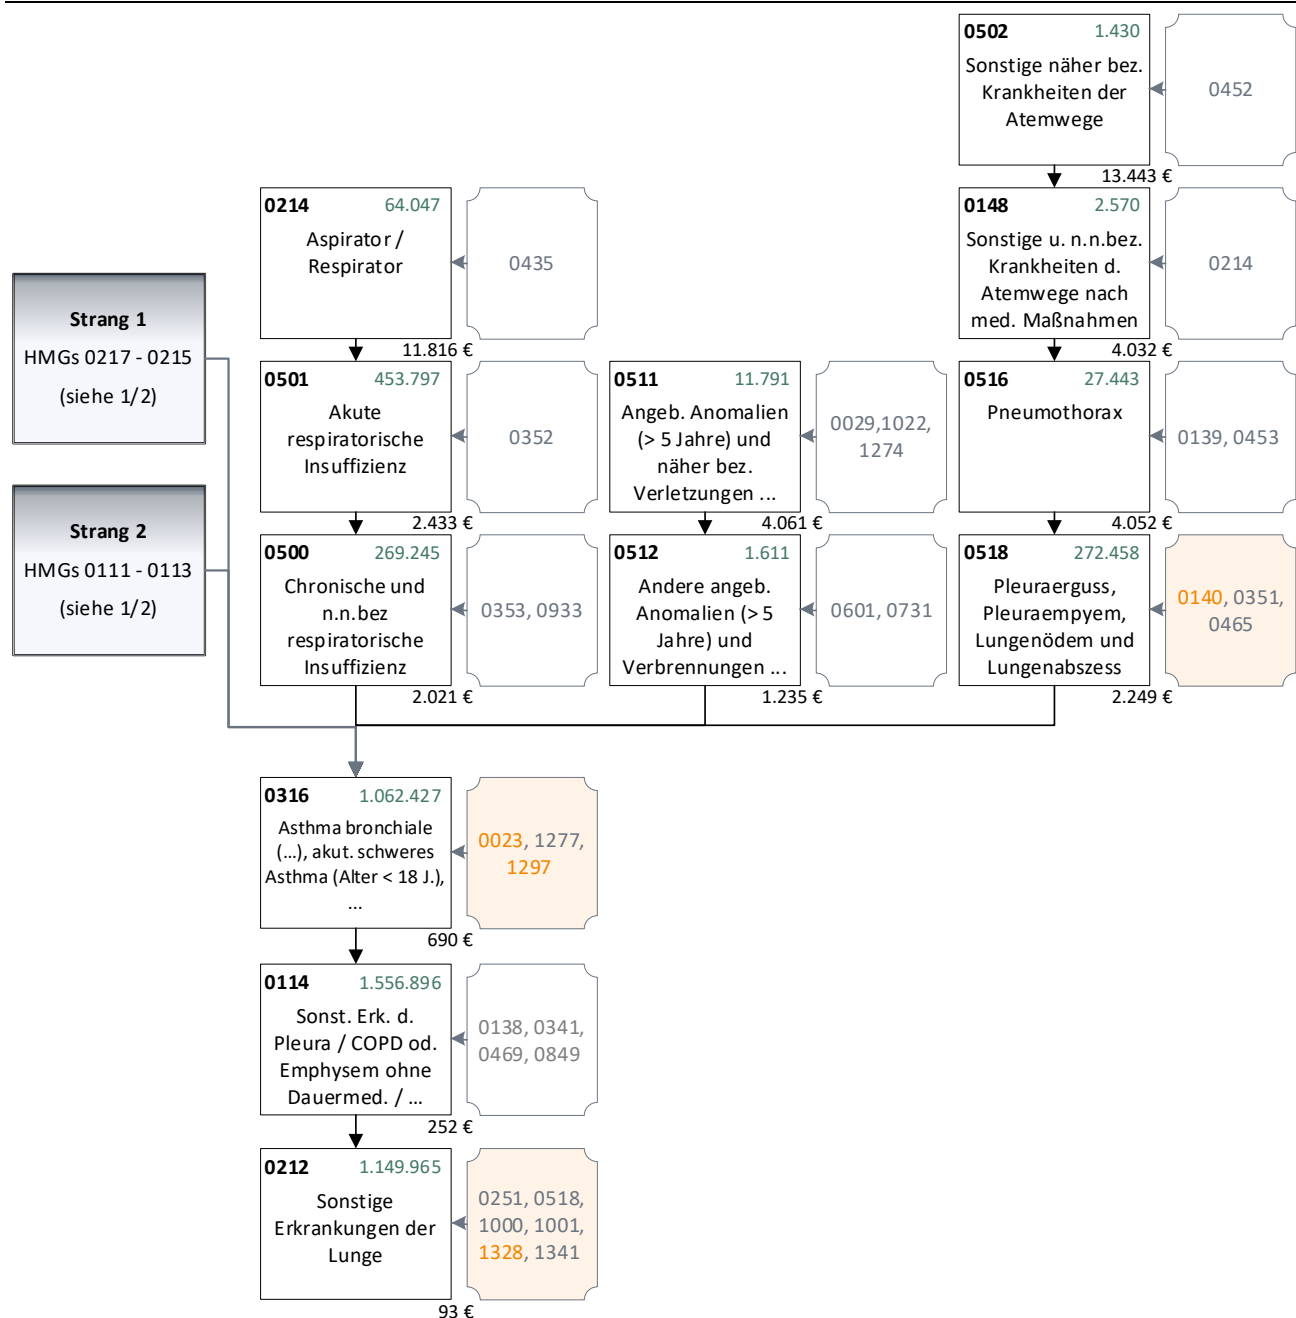 0502 1.430
Sonstige näher bez.
Krankheiten der
Atemwege
0452
13.443 €
0214 64.047
Aspirator /
Respirator
0435
11.816 €
0148 2.570
Sonstige u. n.n.bez.
Krankheiten d.
Atemwege nach
med. Maßnahmen
0214
4.032 €
Strang 1
HMGs 0217 - 0215
(siehe 1/2)
Strang 2
HMGs 0111 - 0113
(siehe 1/2)
0501 453.797
Akute
respiratorische
Insuffizienz
0352
2.433 €
0511 11.791
Angeb. Anomalien
(> 5 Jahre) und
näher bez.
Verletzungen ...
0029,1022,
1274
4.061 €
0516 27.443
Pneumothorax
0139, 0453
4.052 €
0500 269.245
Chronische und
n.n.bez
respiratorische
Insuffizienz
0353, 0933
2.021 €
0512 1.611
Andere angeb.
Anomalien (> 5
Jahre) und
Verbrennungen ...
0601, 0731
1.235 €
0518 272.458
Pleuraerguss,
Pleuraempyem,
Lungenödem und
Lungenabszess
0140, 0351,
0465
2.249 €
0316 1.062.427
Asthma bronchiale
(…), akut. schweres
Asthma (Alter < 18 J.),
...
0023, 1277,
1297
690 €
0114 1.556.896
Sonst. Erk. d.
Pleura / COPD od.
Emphysem ohne
Dauermed. / ...
0138, 0341,
0469, 0849
252 €
0212 1.149.965
Sonstige
Erkrankungen der
Lunge
0251, 0518,
1000, 1001,
1328, 1341
93 €